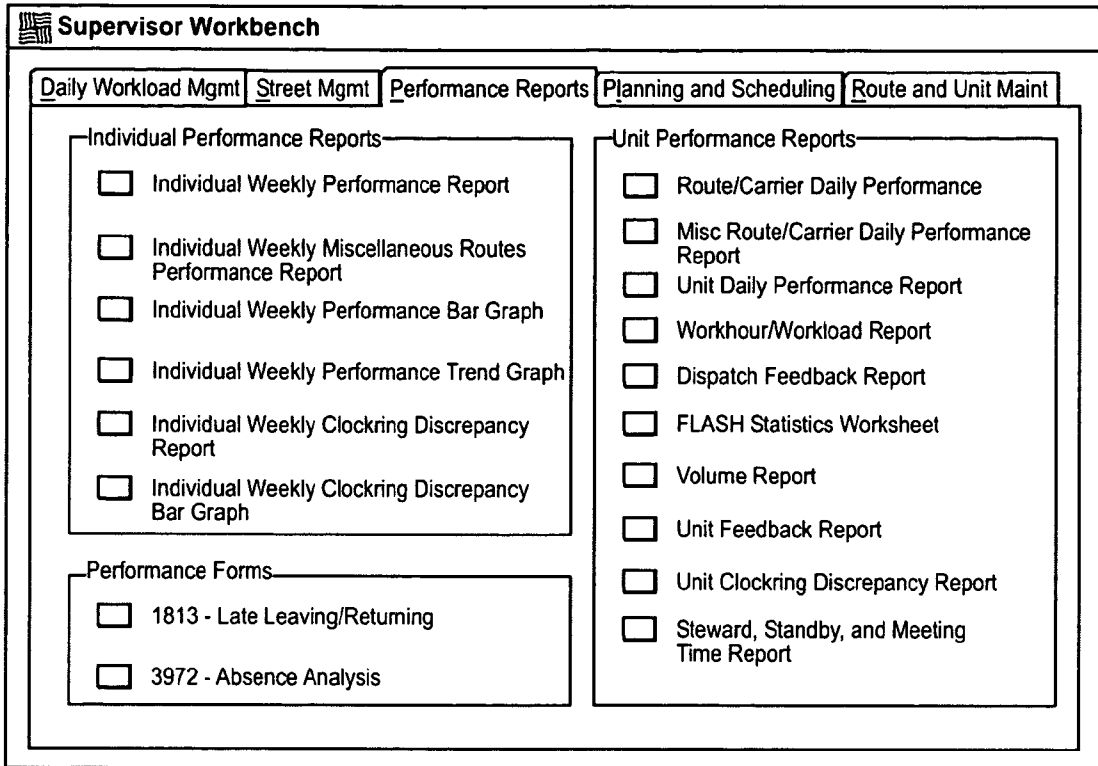 Supervisor Workbench
Daily Workload Mgmt
Street Mgmt
Performance Reports
Planning and Scheduling
Route and Unit Maint
Individual Performance Reports
Individual Weekly Performance Report
Individual Weekly Miscellaneous Routes
Performance Report
Individual Weekly Performance Bar Graph
Individual Weekly Performance Trend Graph
Individual Weekly Clockring Discrepancy
Report
Individual Weekly Clockring Discrepancy
Bar Graph
Performance Forms
1813 - Late Leaving/Returning
3972 - Absence Analysis
Unit Performance Reports
Route/Carrier Daily Performance
Misc Route/Carrier Daily Performance
Report
Unit Daily Performance Report
Workhour/Workload Report
Dispatch Feedback Report
FLASH Statistics Worksheet
Volume Report
Unit Feedback Report
Unit Clockring Discrepancy Report
Steward, Standby, and Meeting
Time Report